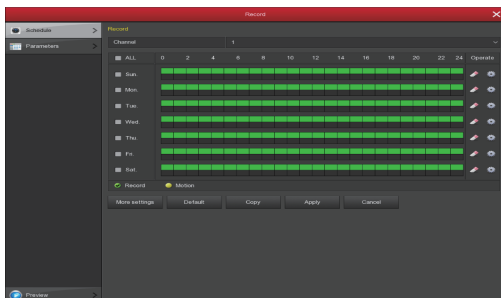 Record
Schedule >
Parameters >
Record
Channel 1
ALL 0 2 4 6 8 10 12 14 16 18 20 22 24 Operate
Sun.
Mon.
Tue.
Wed.
Thu.
Fr.
Sat.
Record Motion
More settings Default Copy Apply Cancel
Preview >